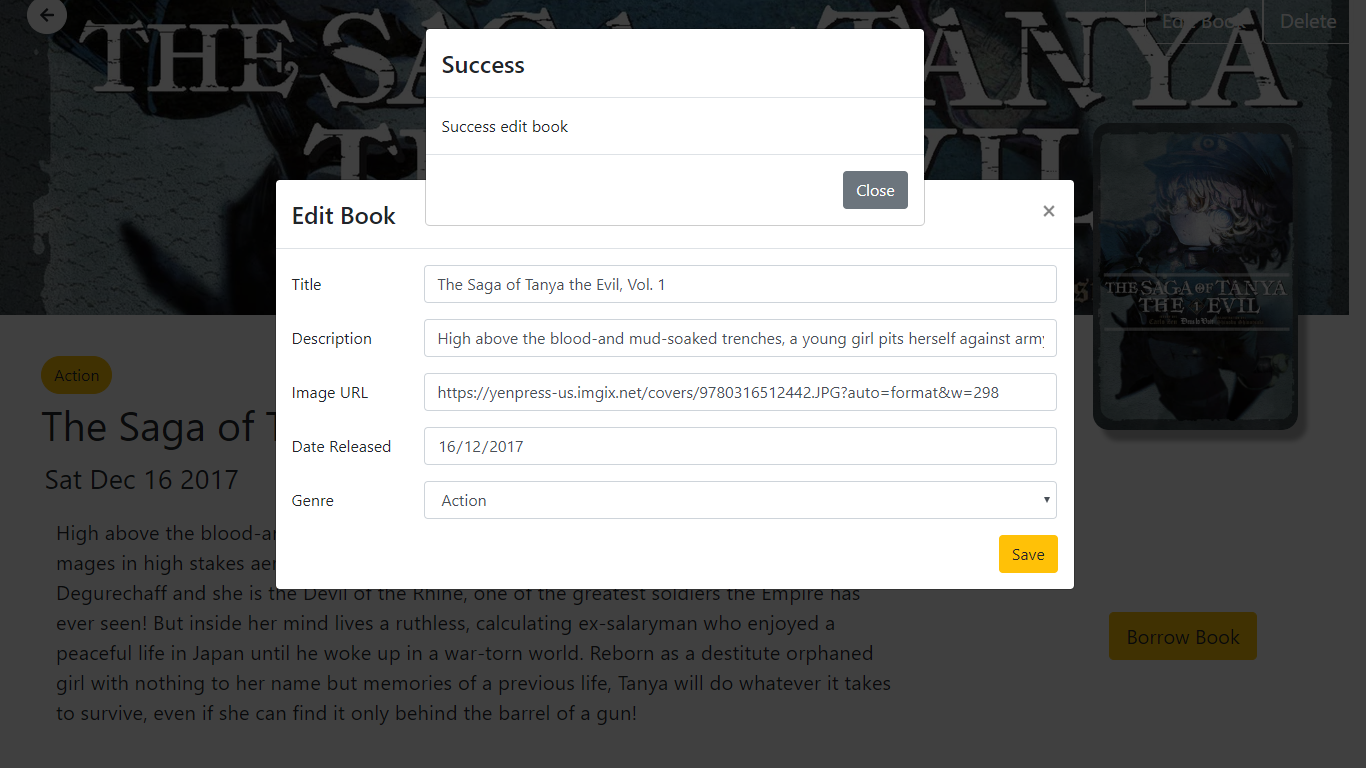 THE SAGA OF TANYA
THE EVIL
Edit Book
Delete
Success
Success edit book
Close
Edit Book
×
Title
The Saga of Tanya the Evil, Vol. 1
Description
High above the blood-and mud-soaked trenches, a young girl pits herself against army
Image URL
https://yenpress-us.imgix.net/covers/9780316512442.JPG?auto=format&w=298
Date Released
16/12/2017
Genre
Action
Save
THE SAGA OF TANYA
THE EVIL
1
Action
The Saga of T
Sat Dec 16 2017
High above the blood-an
mages in high stakes aer
Degurechaff and she is the Devil of the Rhine, one of the greatest soldiers the Empire has
ever seen! But inside her mind lives a ruthless, calculating ex-salaryman who enjoyed a
peaceful life in Japan until he woke up in a war-torn world. Reborn as a destitute orphaned
girl with nothing to her name but memories of a previous life, Tanya will do whatever it takes
to survive, even if she can find it only behind the barrel of a gun!
Borrow Book